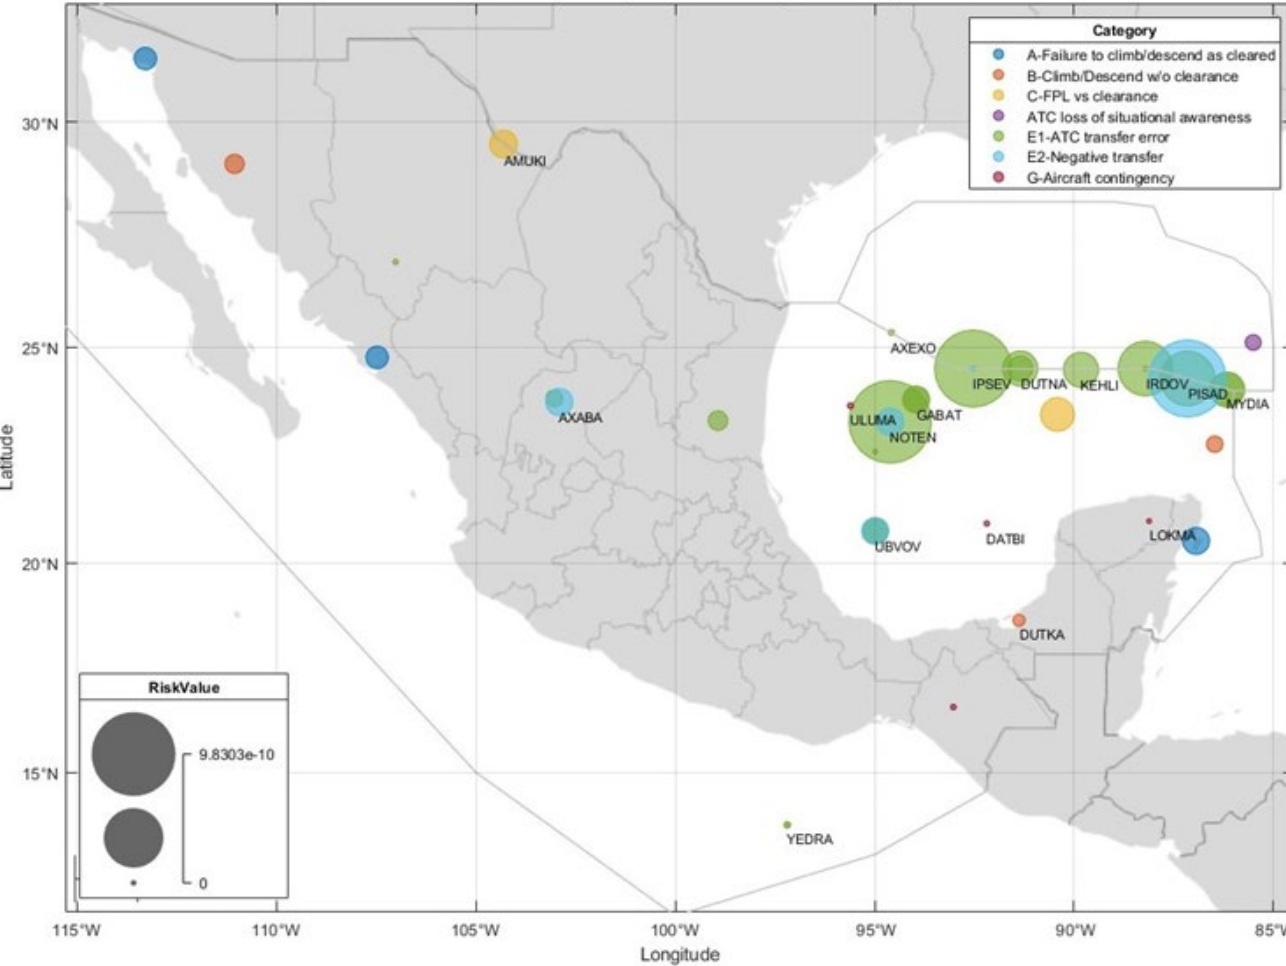 Category
A-Failure to climb/descend as cleared
B-Climb/Descend w/o clearance
C-FPL vs clearance
ATC loss of situational awareness
E1-ATC transfer error
E2-Negative transfer
G-Aircraft contingency
30°N
AMUKI
25°N
AXEXO
IPSEV
DUTNA
KEHLI
IRDOV
PISAD
MYDIA
AXABA
ULUMA
GABAT
NOTEN
Latitude
UBVOV
DATBI
LOKMA
20°N
DUTKA
RiskValue
9.8303e-10
0
15°N
YEDRA
115°W
110°W
105°W
100°W
95°W
90°W
85°W
Longitude